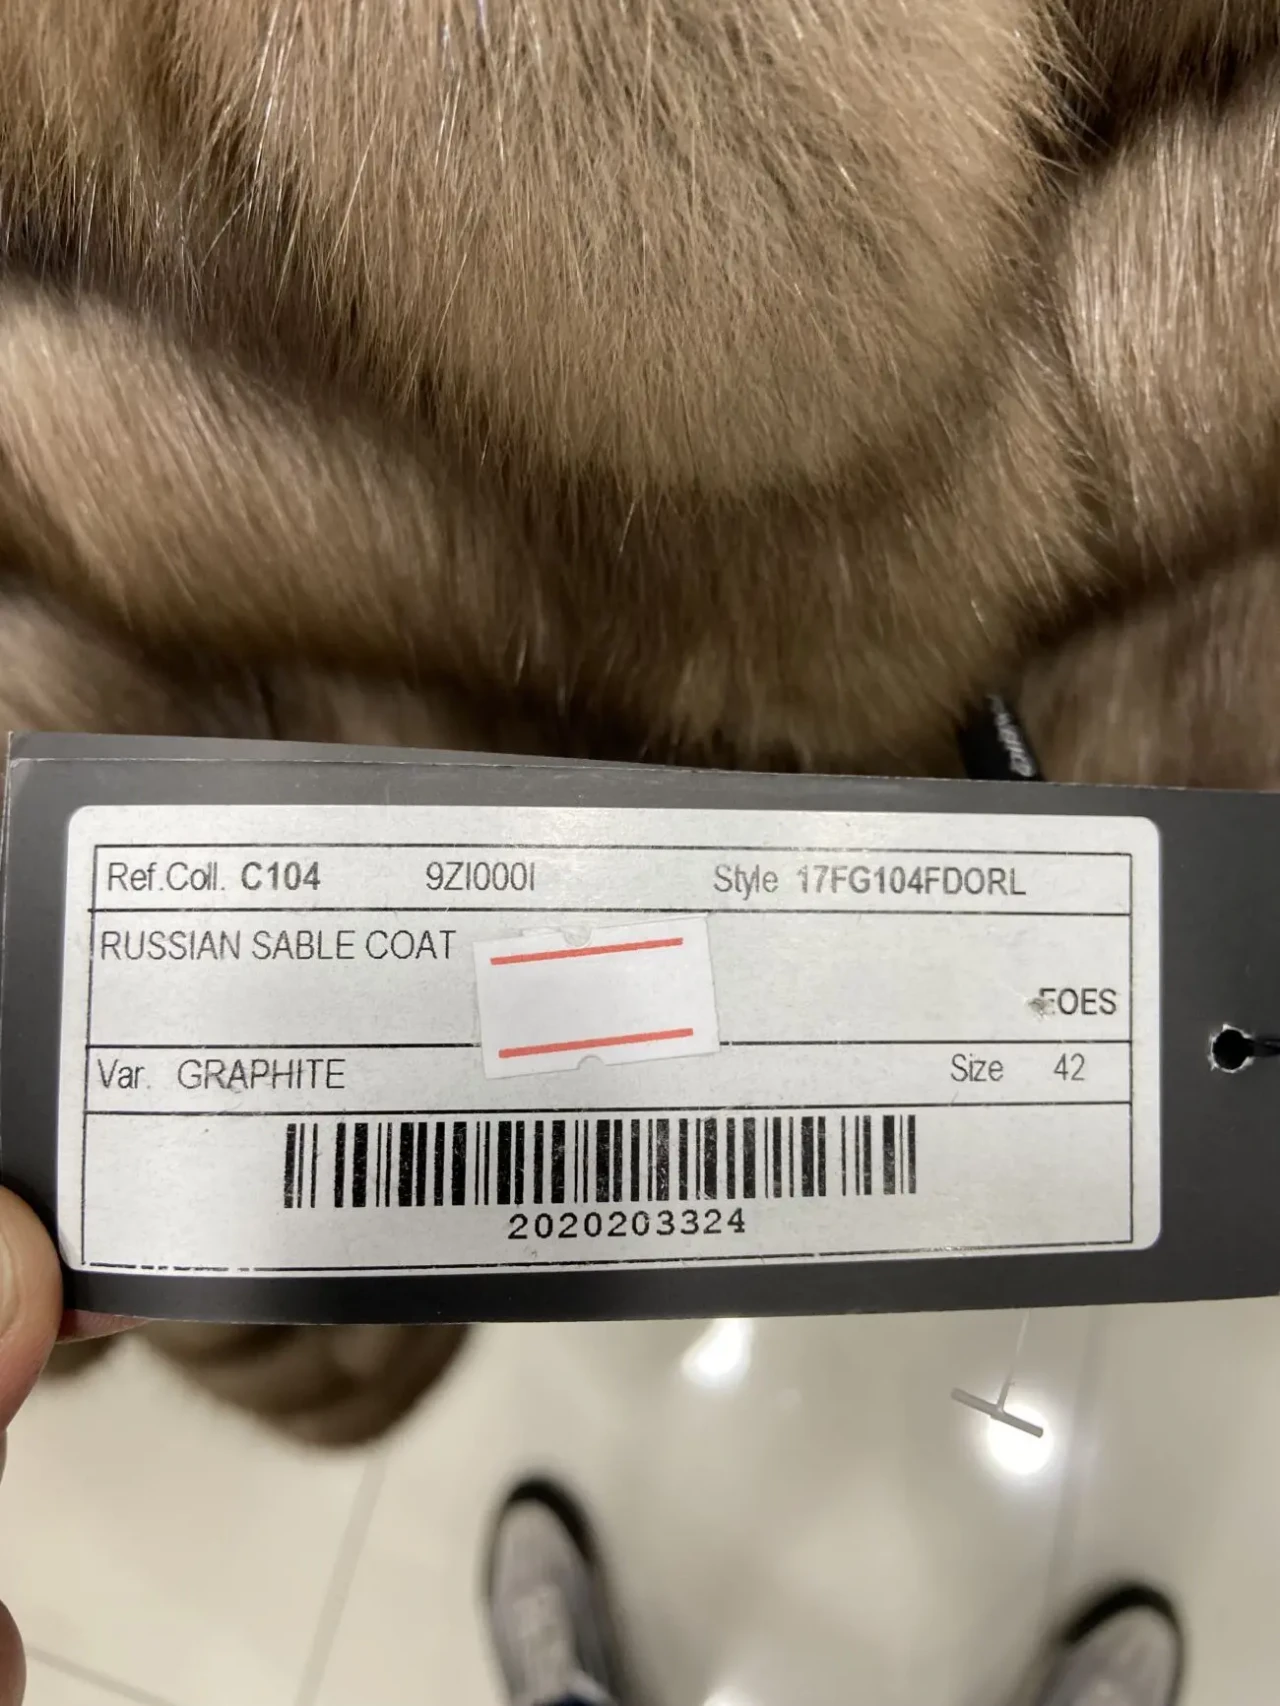 Ref.Coll. C104 9ZI000I Style 17FG104FDORL
RUSSIAN SABLE COAT
FOES
Var. GRAPHITE Size 42
2020203324